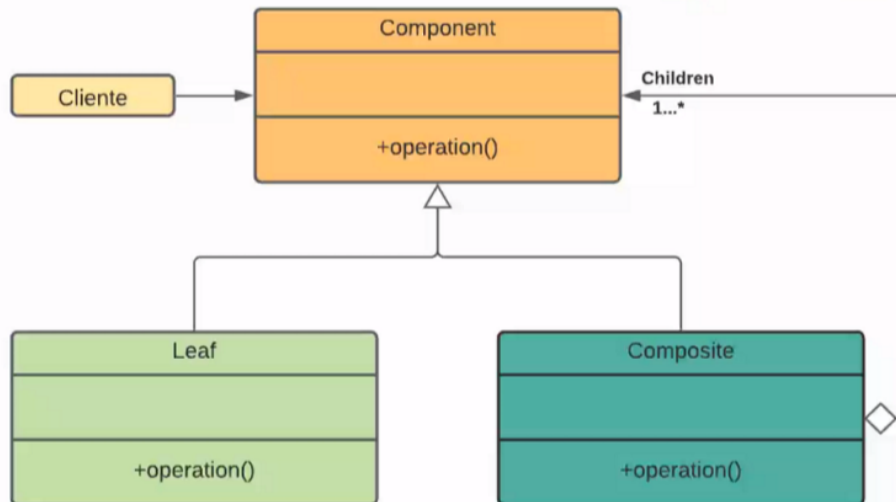 Component
Cliente
Children
1...*
+operation()
Leaf
Composite
+operation()
+operation()